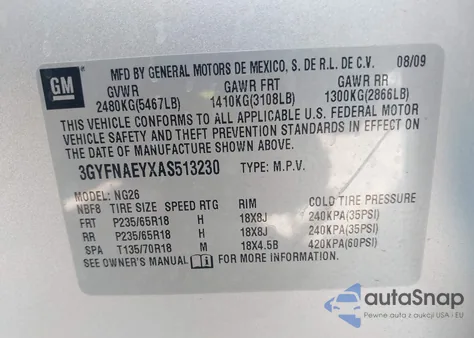 GM
MFD BY GENERAL MOTORS DE MEXICO, S. DE R.L. DE C.V. 08/09
GVWR GAWR FRT GAWR RR
2480KG(5467LB) 1410KG(3108LB) 1300KG(2866LB)
THIS VEHICLE CONFORMS TO ALL APPLICABLE U.S. FEDERAL MOTOR
VEHICLE SAFETY AND THEFT PREVENTION STANDARDS IN EFFECT ON THE
DATE OF MANUFACTURE SHOWN ABOVE.
3GYFNAEYXAS513230 TYPE: M.P.V.
MODEL: NG26
NBF8 TIRE SIZE SPEED RTG RIM COLD TIRE PRESSURE
FRT P235/65R18 H 18X8J 240KPA(35PSI)
RR P235/65R18 H 18X8J 240KPA(35PSI)
SPA T135/70R18 M 18X4.5B 420KPA(60PSI)
SEE OWNER'S MANUAL i FOR MORE INFORMATION.
autoSnap
Pewne auta z USA i EU